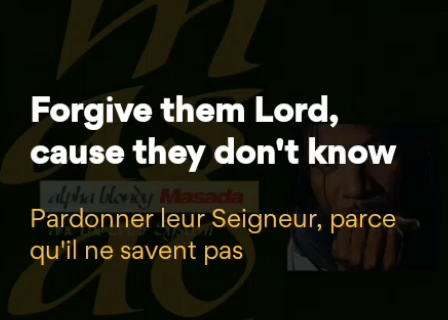 Forgive them Lord,
cause they don't know
alpha blondy Masada
Pardonner leur Seigneur, parce
qu'il ne savent pas